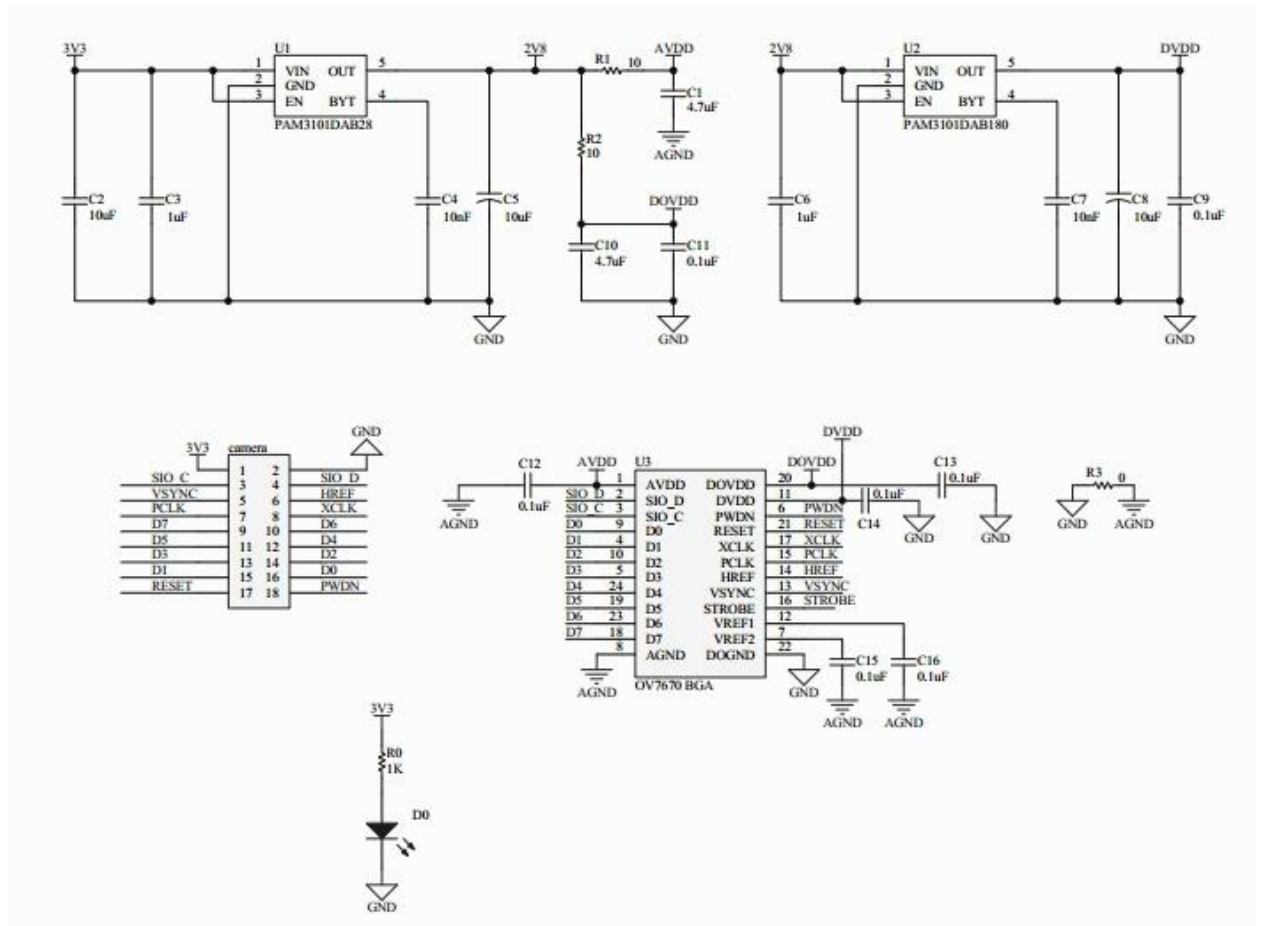 3V3
U1
1 VIN OUT 5
2 GND
3 EN BYT 4
PAM3101DAB28
2V8
R1 10
AVDD
C1
4.7uF
AGND
R2
10
C2
10uF
C3
1uF
C4
10nF
C5
10uF
DOVDD
C10
4.7uF
C11
0.1uF
GND
GND
2V8
U2
1 VIN OUT 5
2 GND
3 EN BYT 4
PAM3101DAB180
DVDD
C6
1uF
C7
10nF
C8
10uF
C9
0.1uF
GND
3V3
camera
GND
1 2
SIO_C 3 4 SIO_D
VSYNC 5 6 HREF
PCLK 7 8 XCLK
D7 9 10 D6
D5 11 12 D4
D3 13 14 D2
D1 15 16 D0
RESET 17 18 PWDN
C12
0.1uF
AGND
AVDD
U3
DOVDD
DVDD
1 AVDD DOVDD 20
SIO_D 2 SIO_D DVDD 11
SIO_C 3 SIO_C PWDN 6 PWDN
D0 9 D0 RESET 21 RESET
D1 4 D1 XCLK 17 XCLK
D2 10 D2 PCLK 15 PCLK
D3 5 D3 HREF 14 HREF
D4 24 D4 VSYNC 13 VSYNC
D5 19 D5 STROBE 16 STROBE
D6 23 D6 VREF1 12
D7 18 D7 VREF2 7
8 AGND DOGND 22
OV7670 BGA
AGND
GND
C13
0.1uF
GND
0.1uF
C14
GND
C15
0.1uF
AGND
C16
0.1uF
AGND
R3 0
GND
AGND
3V3
R0
1K
D0
GND